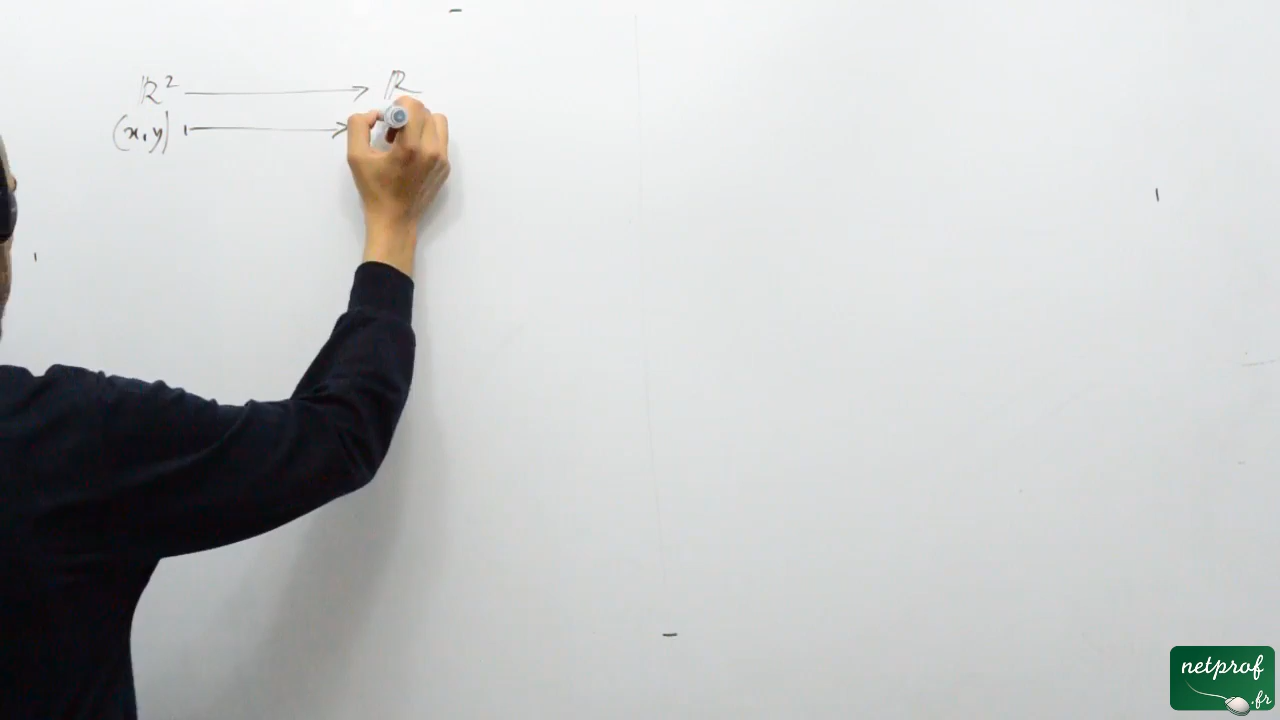 ℝ² ⟶ ℝ
(x, y) ⟼
netprof
.fr